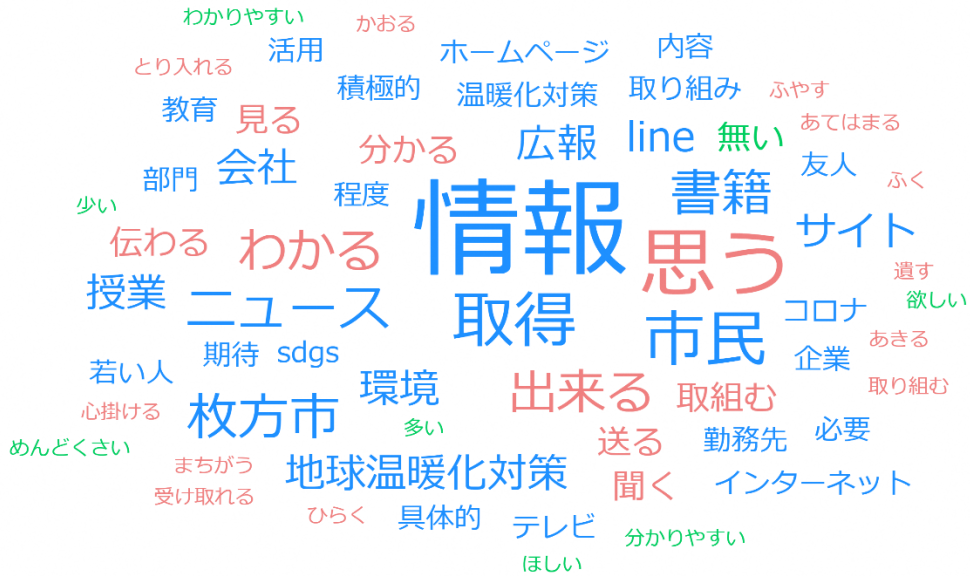 わかりやすい
かおる
活用
ホームページ
内容
とり入れる
積極的
温暖化対策
取り組み
ふやす
教育
見る
分かる
広報
line
無い
あてはまる
部門
会社
程度
情報
書籍
友人
ふく
少い
伝わる
わかる
思う
サイト
遺す
授業
ニュース
取得
市民
コロナ
欲しい
期待
sdgs
企業
あきる
若い人
環境
出来る
取組む
取り組む
心掛ける
枚方市
多い
送る
勤務先
必要
めんどくさい
まちがう
地球温暖化対策
聞く
インターネット
受け取れる
ひらく
具体的
テレビ
分かりやすい
ほしい